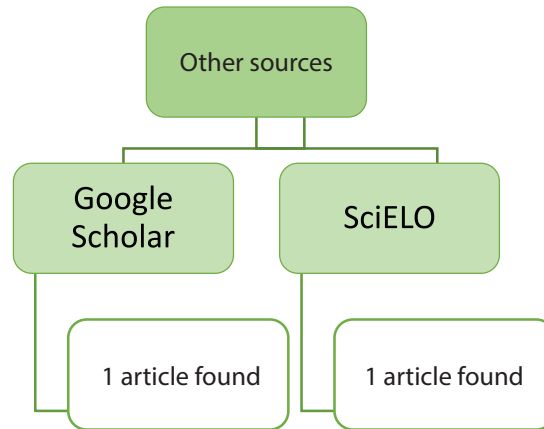 Other sources
Google
Scholar
SciELO
1 article found
1 article found